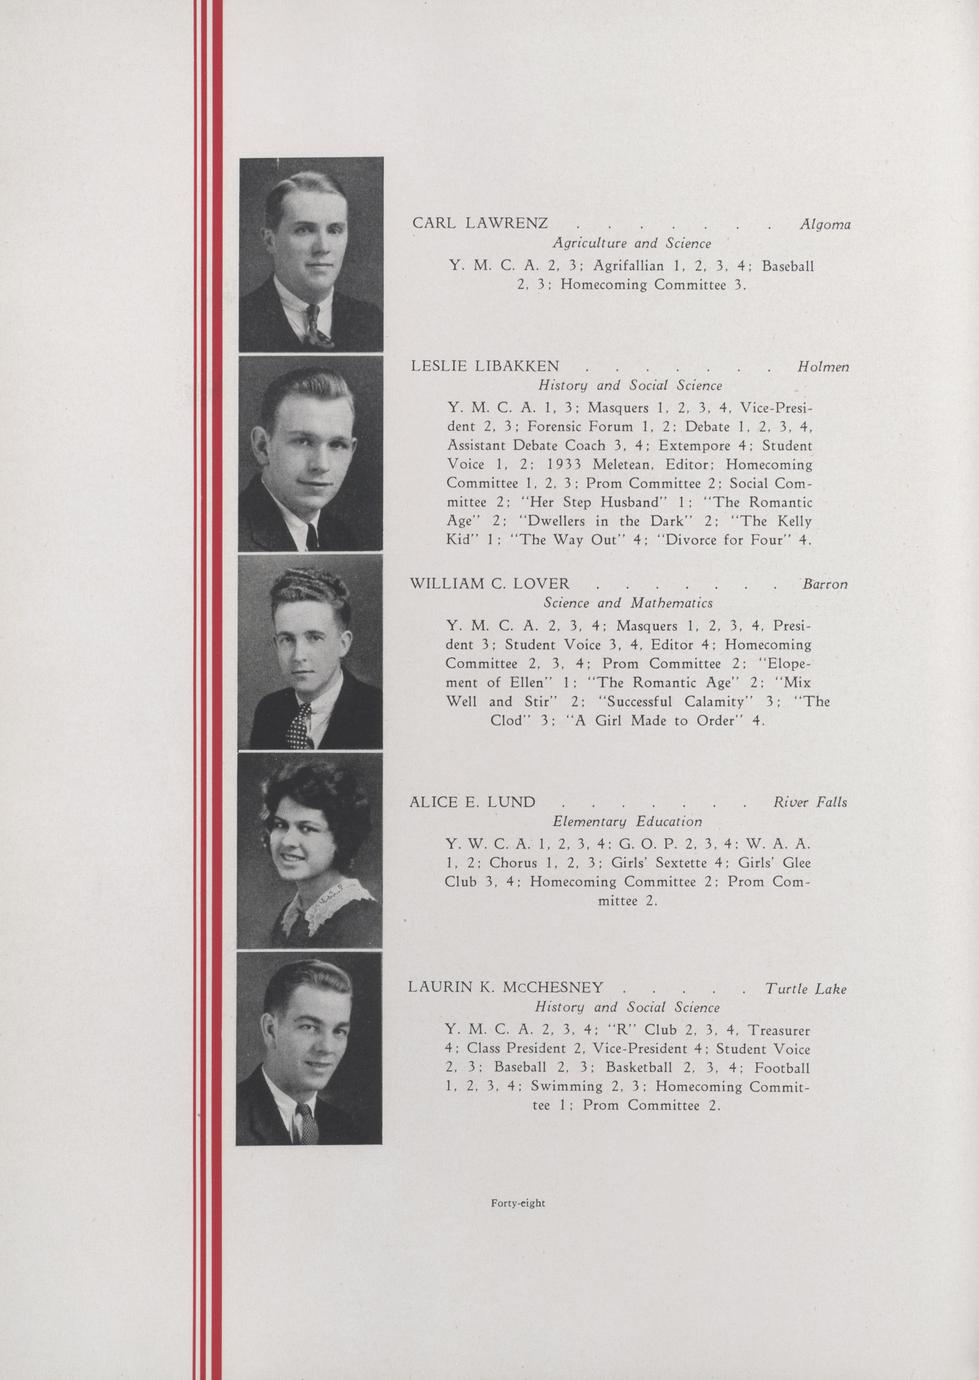 CARL LAWRENZ . . . . . . . Algoma
Agriculture and Science
Y. M. C. A. 2, 3; Agrifallian 1, 2, 3, 4; Baseball
2, 3; Homecoming Committee 3.
LESLIE LIBAKKEN . . . . . . . Holmen
History and Social Science
Y. M. C. A. 1, 3; Masquers 1, 2, 3, 4, Vice-Presi-
dent 2, 3; Forensic Forum 1, 2; Debate 1, 2, 3, 4,
Assistant Debate Coach 3, 4; Extempore 4; Student
Voice 1, 2; 1933 Meletean, Editor; Homecoming
Committee 1, 2, 3; Prom Committee 2; Social Com-
mittee 2; "Her Step Husband" 1; "The Romantic
Age" 2; "Dwellers in the Dark" 2; "The Kelly
Kid" 1; "The Way Out" 4; "Divorce for Four" 4.
WILLIAM C. LOVER . . . . . . . Barron
Science and Mathematics
Y. M. C. A. 2, 3, 4; Masquers 1, 2, 3, 4, Presi-
dent 3; Student Voice 3, 4, Editor 4; Homecoming
Committee 2, 3, 4; Prom Committee 2; "Elope-
ment of Ellen" 1; "The Romantic Age" 2; "Mix
Well and Stir" 2; "Successful Calamity" 3; "The
Clod" 3; "A Girl Made to Order" 4.
ALICE E. LUND . . . . . . . River Falls
Elementary Education
Y. W. C. A. 1, 2, 3, 4; G. O. P. 2, 3, 4; W. A. A.
1, 2; Chorus 1, 2, 3; Girls' Sextette 4; Girls' Glee
Club 3, 4; Homecoming Committee 2; Prom Com-
mittee 2.
LAURIN K. McCHESNEY . . . . . Turtle Lake
History and Social Science
Y. M. C. A. 2, 3, 4; "R" Club 2, 3, 4, Treasurer
4; Class President 2, Vice-President 4; Student Voice
2, 3; Baseball 2, 3; Basketball 2, 3, 4; Football
1, 2, 3, 4; Swimming 2, 3; Homecoming Commit-
tee 1; Prom Committee 2.
Forty-eight